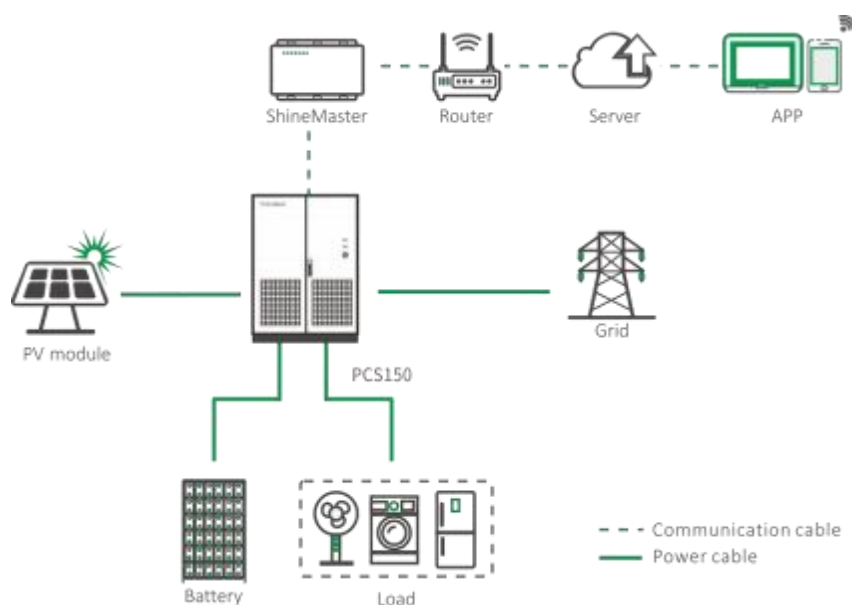 ShineMaster
Router
Server
APP
PV module
Grid
PCS150
Battery
Load
Communication cable
Power cable